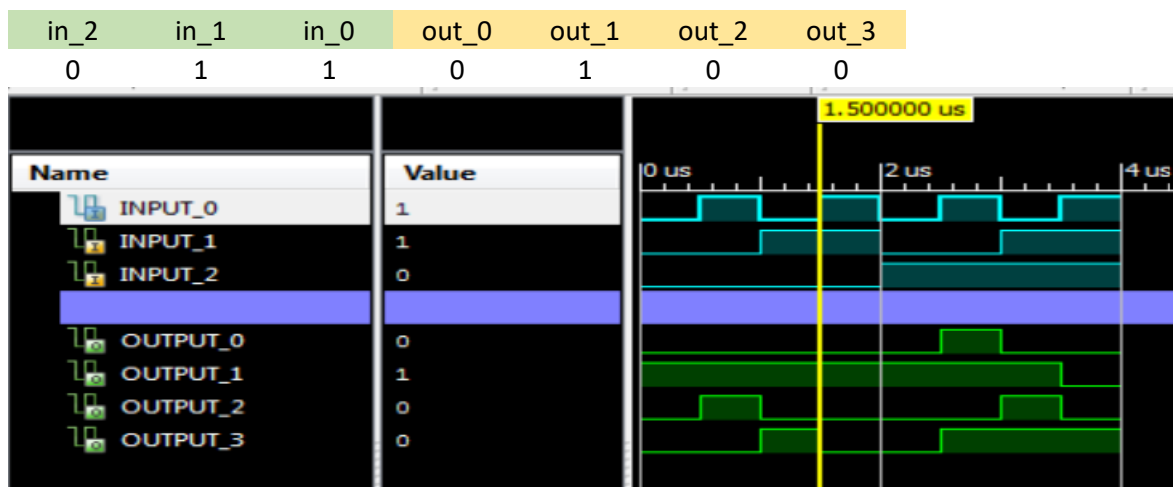 in_2 in_1 in_0 out_0 out_1 out_2 out_3
0 1 1 0 1 0 0
1.500000 us
Name Value 0 us 2 us 4 us
INPUT_0 1
INPUT_1 1
INPUT_2 0
OUTPUT_0 0
OUTPUT_1 1
OUTPUT_2 0
OUTPUT_3 0